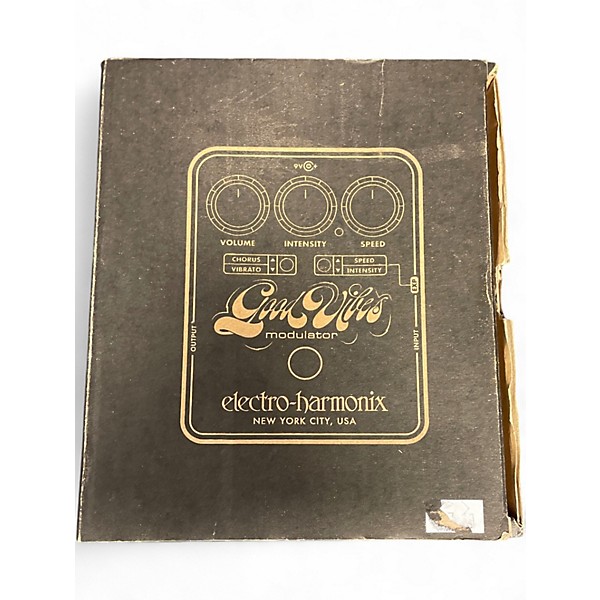 9V
VOLUME INTENSITY SPEED
CHORUS SPEED
VIBRATO INTENSITY
EXP
Good Vibes
modulator
OUTPUT
INPUT
electro-harmonix
NEW YORK CITY, USA